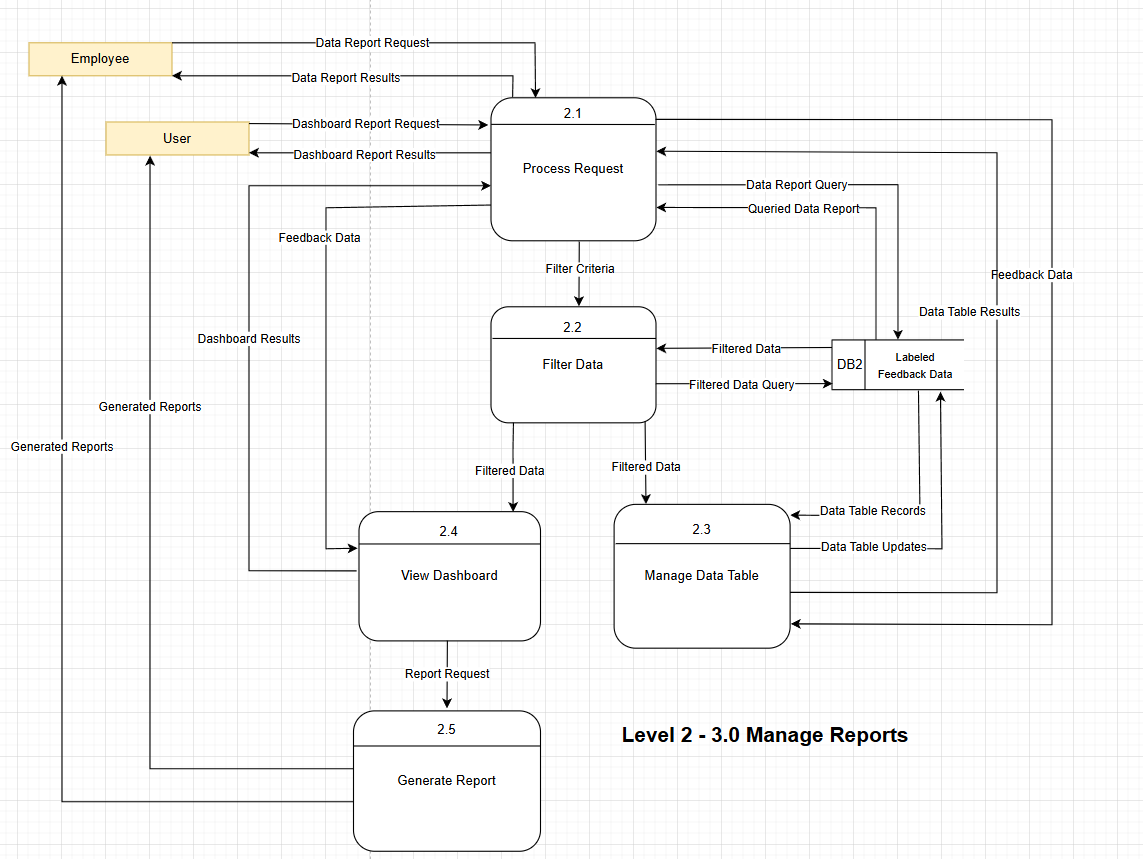 Data Report Request
Employee
Data Report Results
2.1
Dashboard Report Request
User
Dashboard Report Results
Process Request
Data Report Query
Queried Data Report
Feedback Data
Filter Criteria
Feedback Data
Data Table Results
2.2
Dashboard Results
Filtered Data
Labeled
Feedback Data
DB2
Filter Data
Filtered Data Query
Generated Reports
Generated Reports
Filtered Data
Filtered Data
Data Table Records
2.4
2.3
Data Table Updates
View Dashboard
Manage Data Table
Report Request
2.5
Level 2 - 3.0 Manage Reports
Generate Report